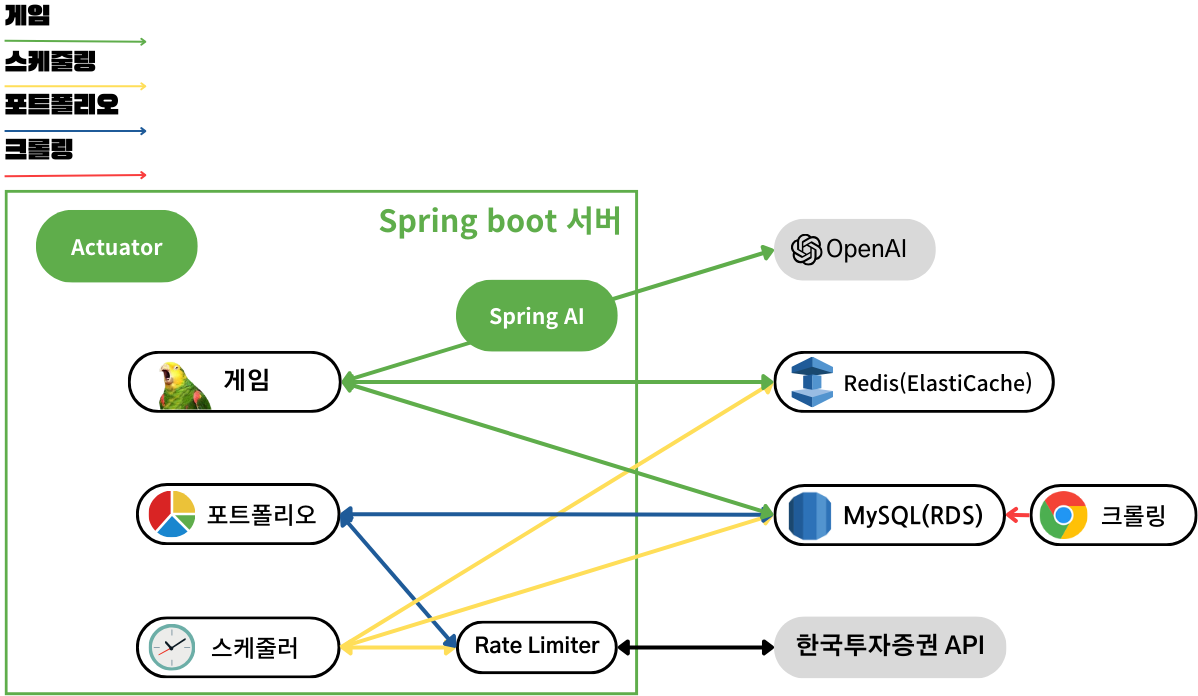 게임
스케줄링
포트폴리오
크롤링
Spring boot 서버
Actuator
OpenAI
Spring AI
게임
Redis(ElastiCache)
포트폴리오
MySQL(RDS)
크롤링
스케줄러
Rate Limiter
한국투자증권 API